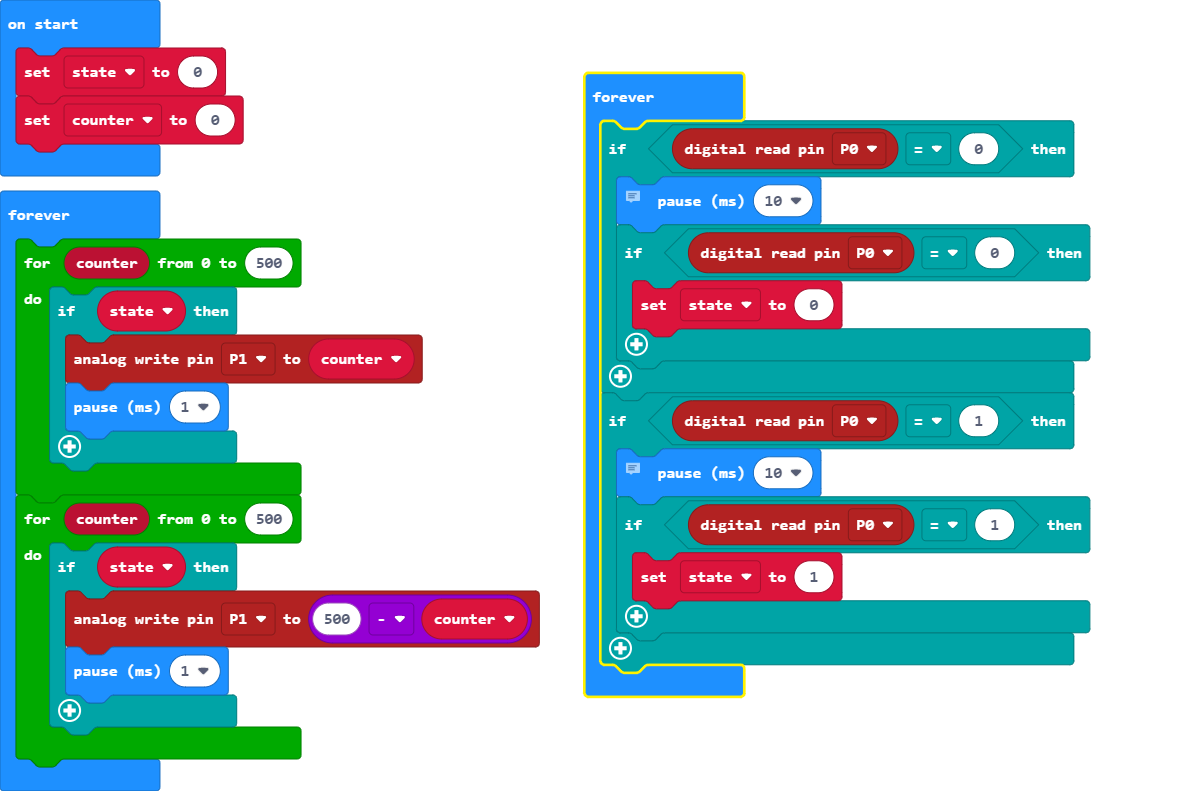 on start
set state to 0
set counter to 0
forever
for counter from 0 to 500
do
if state then
analog write pin P1 to counter
pause (ms) 1
for counter from 0 to 500
do
if state then
analog write pin P1 to 500 - counter
pause (ms) 1
forever
if digital read pin P0 = 0 then
pause (ms) 10
if digital read pin P0 = 0 then
set state to 0
if digital read pin P0 = 1 then
pause (ms) 10
if digital read pin P0 = 1 then
set state to 1